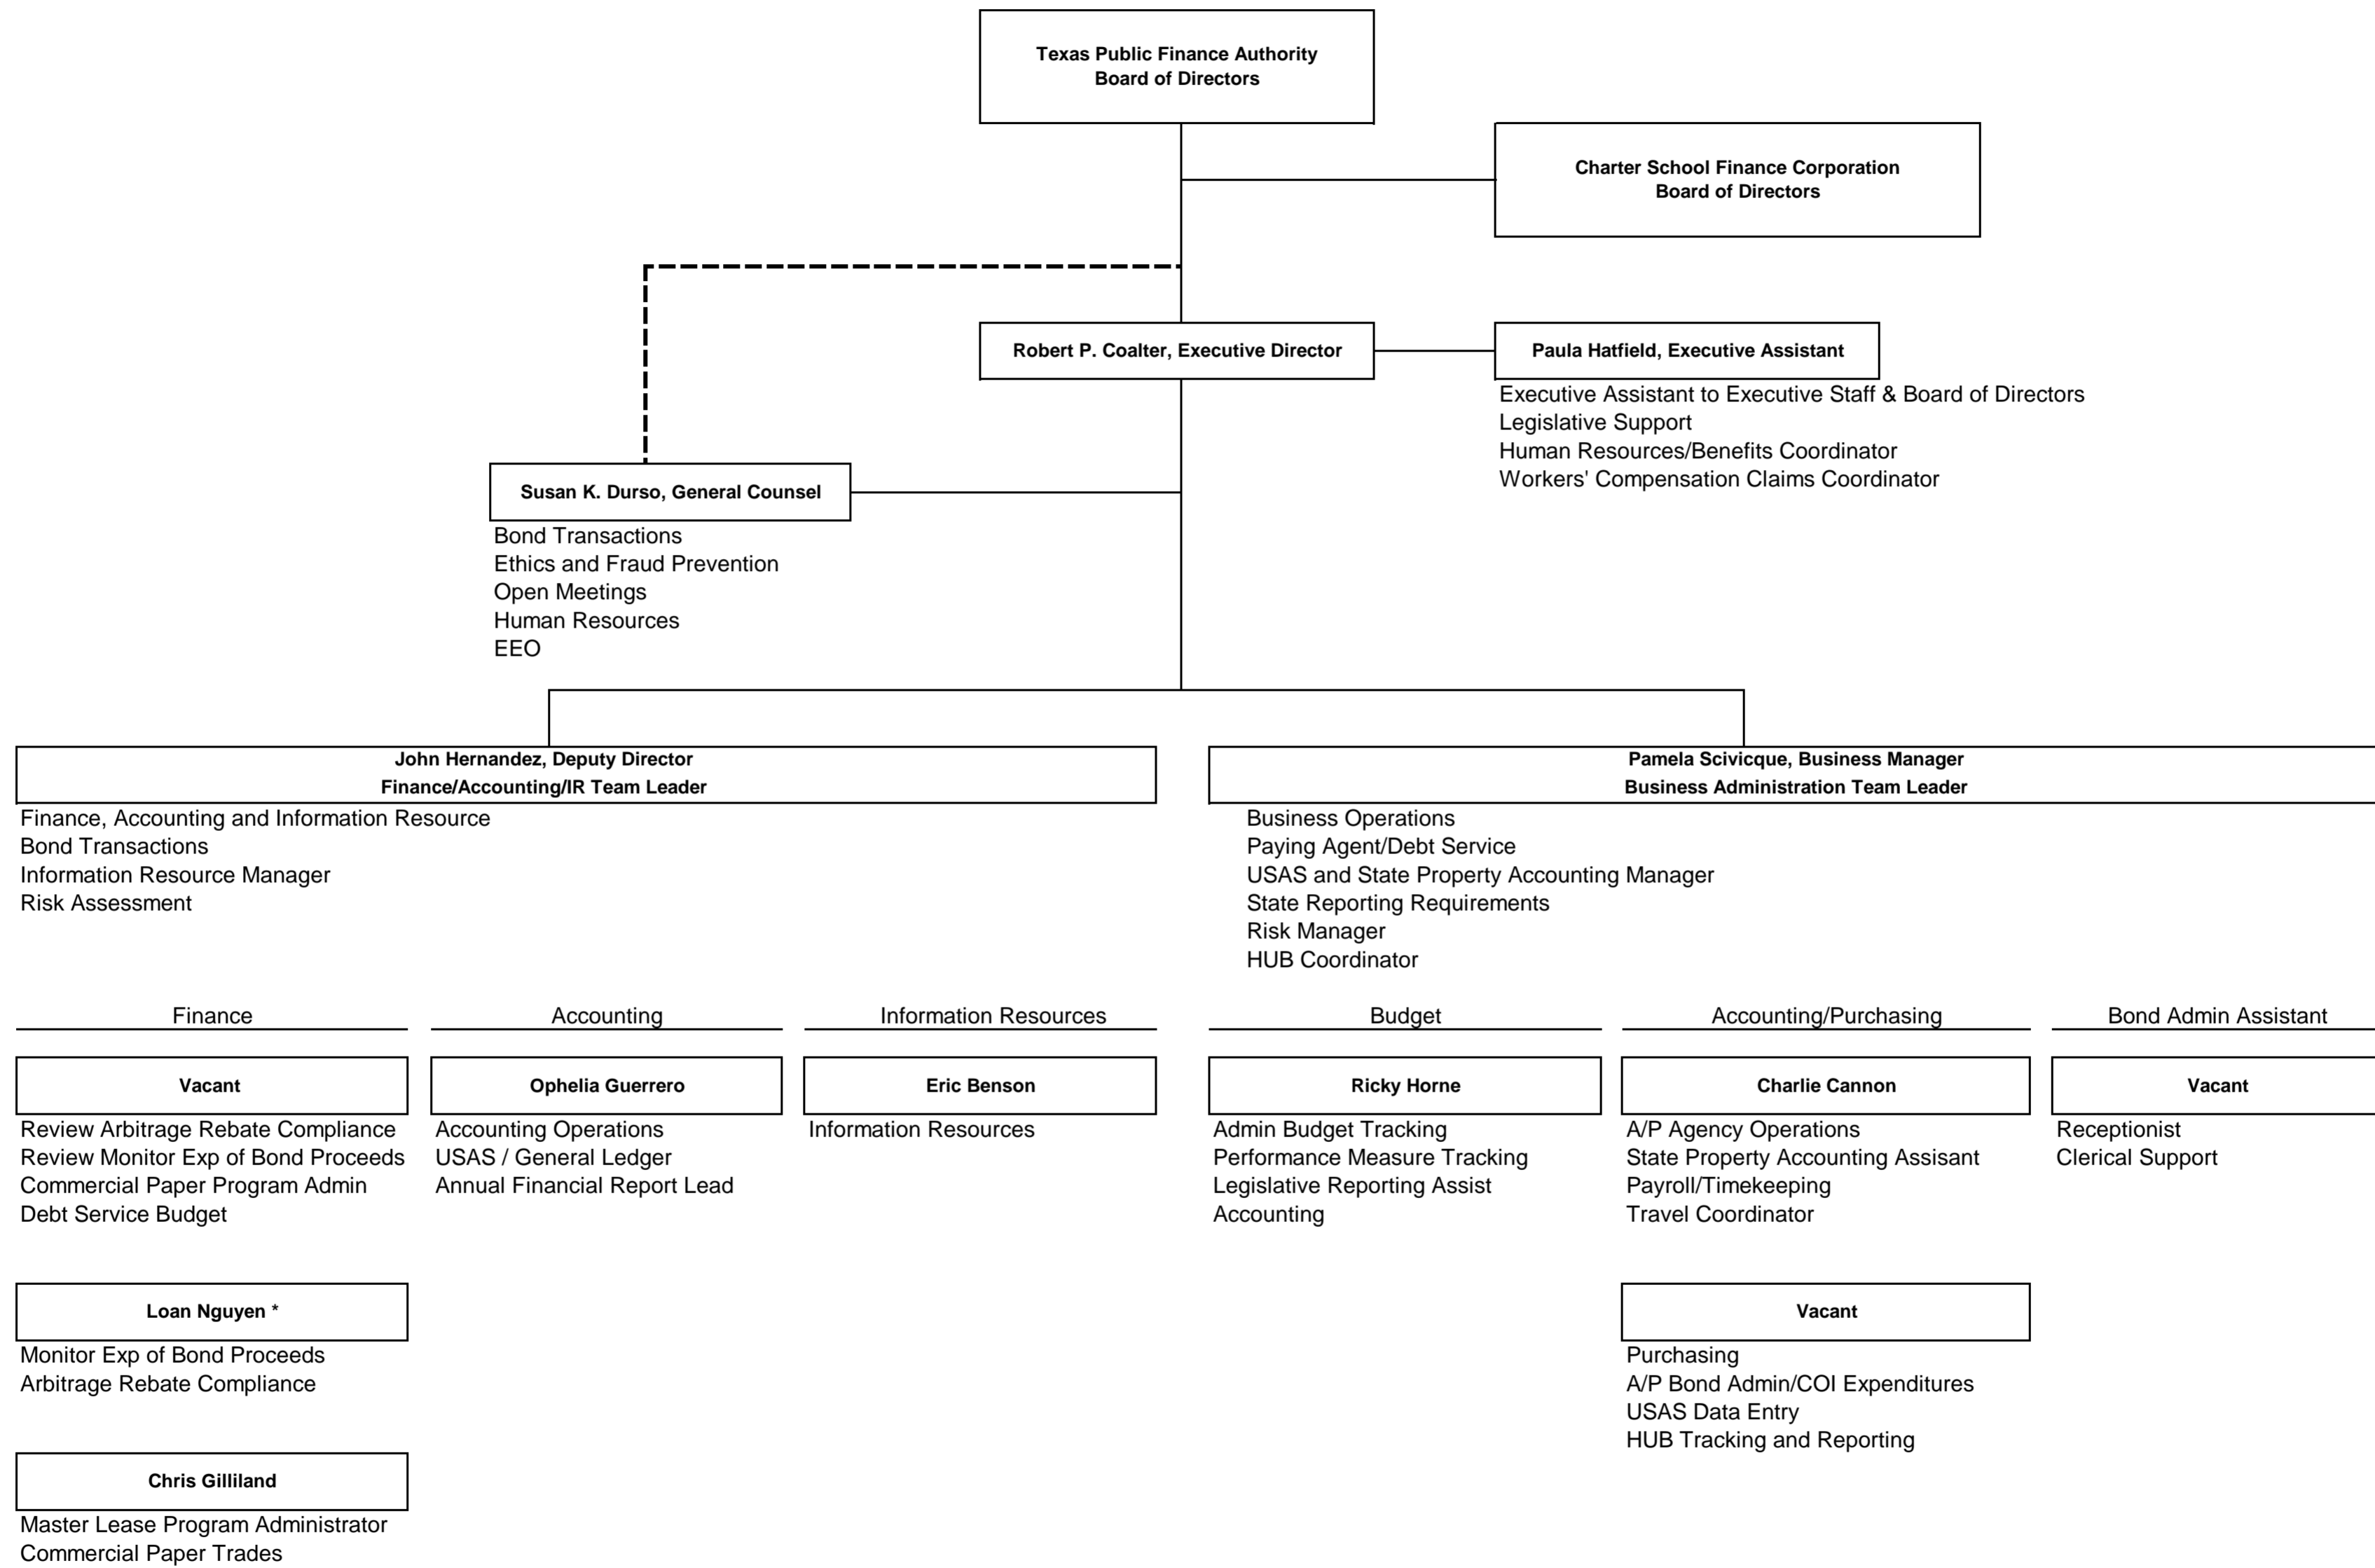 Texas Public Finance Authority
Board of Directors
Charter School Finance Corporation
Board of Directors
Robert P. Coalter, Executive Director
Paula Hatfield, Executive Assistant
Executive Assistant to Executive Staff & Board of Directors
Legislative Support
Human Resources/Benefits Coordinator
Workers' Compensation Claims Coordinator
Susan K. Durso, General Counsel
Bond Transactions
Ethics and Fraud Prevention
Open Meetings
Human Resources
EEO
John Hernandez, Deputy Director
Finance/Accounting/IR Team Leader
Finance, Accounting and Information Resource
Bond Transactions
Information Resource Manager
Risk Assessment
Pamela Scivicque, Business Manager
Business Administration Team Leader
Business Operations
Paying Agent/Debt Service
USAS and State Property Accounting Manager
State Reporting Requirements
Risk Manager
HUB Coordinator
Finance
Vacant
Review Arbitrage Rebate Compliance
Review Monitor Exp of Bond Proceeds
Commercial Paper Program Admin
Debt Service Budget
Loan Nguyen *
Monitor Exp of Bond Proceeds
Arbitrage Rebate Compliance
Chris Gilliland
Master Lease Program Administrator
Commercial Paper Trades
Accounting
Ophelia Guerrero
Accounting Operations
USAS / General Ledger
Annual Financial Report Lead
Information Resources
Eric Benson
Information Resources
Budget
Ricky Horne
Admin Budget Tracking
Performance Measure Tracking
Legislative Reporting Assist
Accounting
Accounting/Purchasing
Charlie Cannon
A/P Agency Operations
State Property Accounting Assisant
Payroll/Timekeeping
Travel Coordinator
Vacant
Purchasing
A/P Bond Admin/COI Expenditures
USAS Data Entry
HUB Tracking and Reporting
Bond Admin Assistant
Vacant
Receptionist
Clerical Support